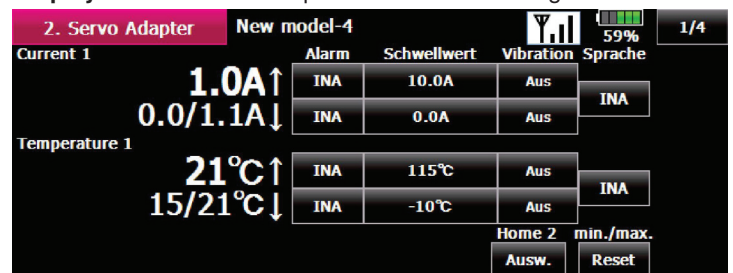 2. Servo Adapter New model-4 59% 1/4
Current 1 Alarm Schwellwert Vibration Sprache
1.0A↑ INA 10.0A Aus
INA
0.0/1.1A↓ INA 0.0A Aus
Temperature 1
21°C↑ INA 115°C Aus
INA
15/21°C↓ INA -10°C Aus
Home 2 min./max.
Ausw. Reset